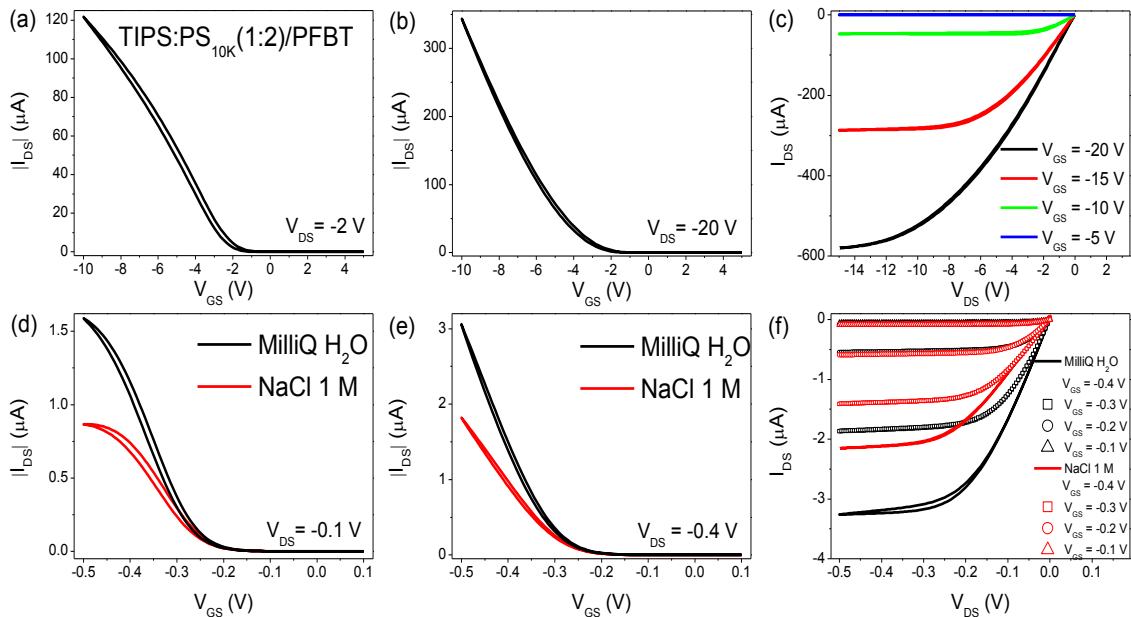 (a)
TIPS:PS10K(1:2)/PFBT
120
100
80
60
40
20
0
|IDS| (μA)
VDS= -2 V
-10 -8 -6 -4 -2 0 2 4
VGS (V)
(b)
300
200
100
0
|IDS| (μA)
VDS= -20 V
-10 -8 -6 -4 -2 0 2 4
VGS (V)
(c)
0
-200
-400
-600
IDS (μA)
VGS = -20 V
VGS = -15 V
VGS = -10 V
VGS = -5 V
-14 -12 -10 -8 -6 -4 -2 0 2
VDS (V)
(d)
MilliQ H2O
NaCl 1 M
1.5
1.0
0.5
0.0
|IDS| (μA)
VDS= -0.1 V
-0.5 -0.4 -0.3 -0.2 -0.1 0.0 0.1
VGS (V)
(e)
MilliQ H2O
NaCl 1 M
3
2
1
0
|IDS| (μA)
VDS= -0.4 V
-0.5 -0.4 -0.3 -0.2 -0.1 0.0 0.1
VGS (V)
(f)
0
-1
-2
-3
-4
IDS (μA)
MilliQ H2O
VGS = -0.4 V
VGS = -0.3 V
VGS = -0.2 V
VGS = -0.1 V
NaCl 1 M
VGS = -0.4 V
VGS = -0.3 V
VGS = -0.2 V
VGS = -0.1 V
-0.5 -0.4 -0.3 -0.2 -0.1 0.0 0.1
VDS (V)